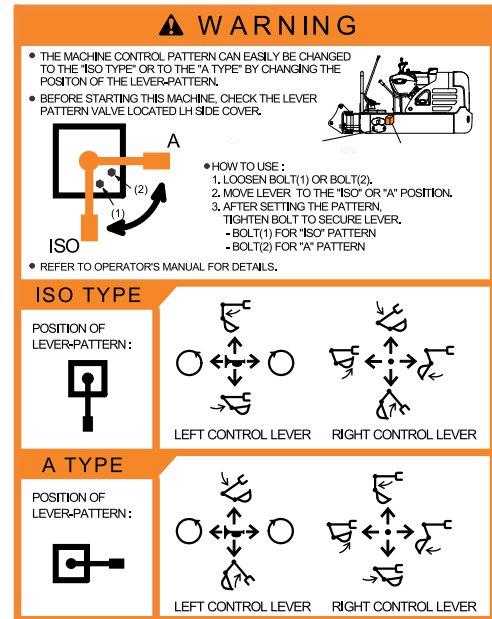 WARNING
• THE MACHINE CONTROL PATTERN CAN EASILY BE CHANGED
TO THE "ISO TYPE" OR TO THE "A TYPE" BY CHANGING THE
POSITON OF THE LEVER-PATTERN.
• BEFORE STARTING THIS MACHINE, CHECK THE LEVER
PATTERN VALVE LOCATED LH SIDE COVER.
A
(2)
(1)
ISO
• HOW TO USE :
1. LOOSEN BOLT(1) OR BOLT(2).
2. MOVE LEVER TO THE "ISO" OR "A" POSITION.
3. AFTER SETTING THE PATTERN,
TIGHTEN BOLT TO SECURE LEVER.
- BOLT(1) FOR "ISO" PATTERN
- BOLT(2) FOR "A" PATTERN
• REFER TO OPERATOR'S MANUAL FOR DETAILS.
ISO TYPE
POSITION OF
LEVER-PATTERN :
LEFT CONTROL LEVER RIGHT CONTROL LEVER
A TYPE
POSITION OF
LEVER-PATTERN :
LEFT CONTROL LEVER RIGHT CONTROL LEVER